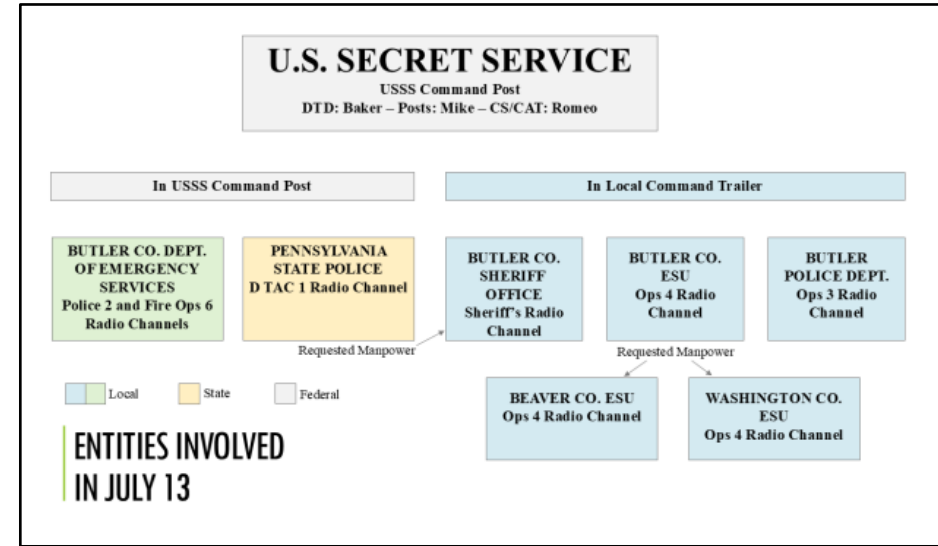 U.S. SECRET SERVICE
USSS Command Post
DTD: Baker – Posts: Mike – CS/CAT: Romeo
In USSS Command Post
In Local Command Trailer
BUTLER CO. DEPT.
OF EMERGENCY
SERVICES
Police 2 and Fire Ops 6
Radio Channels
PENNSYLVANIA
STATE POLICE
D TAC 1 Radio Channel
BUTLER CO.
SHERIFF
OFFICE
Sheriff's Radio
Channel
BUTLER CO.
ESU
Ops 4 Radio
Channel
BUTLER
POLICE DEPT.
Ops 3 Radio
Channel
Requested Manpower
Requested Manpower
Local
State
Federal
BEAVER CO. ESU
Ops 4 Radio Channel
WASHINGTON CO.
ESU
Ops 4 Radio Channel
ENTITIES INVOLVED
IN JULY 13